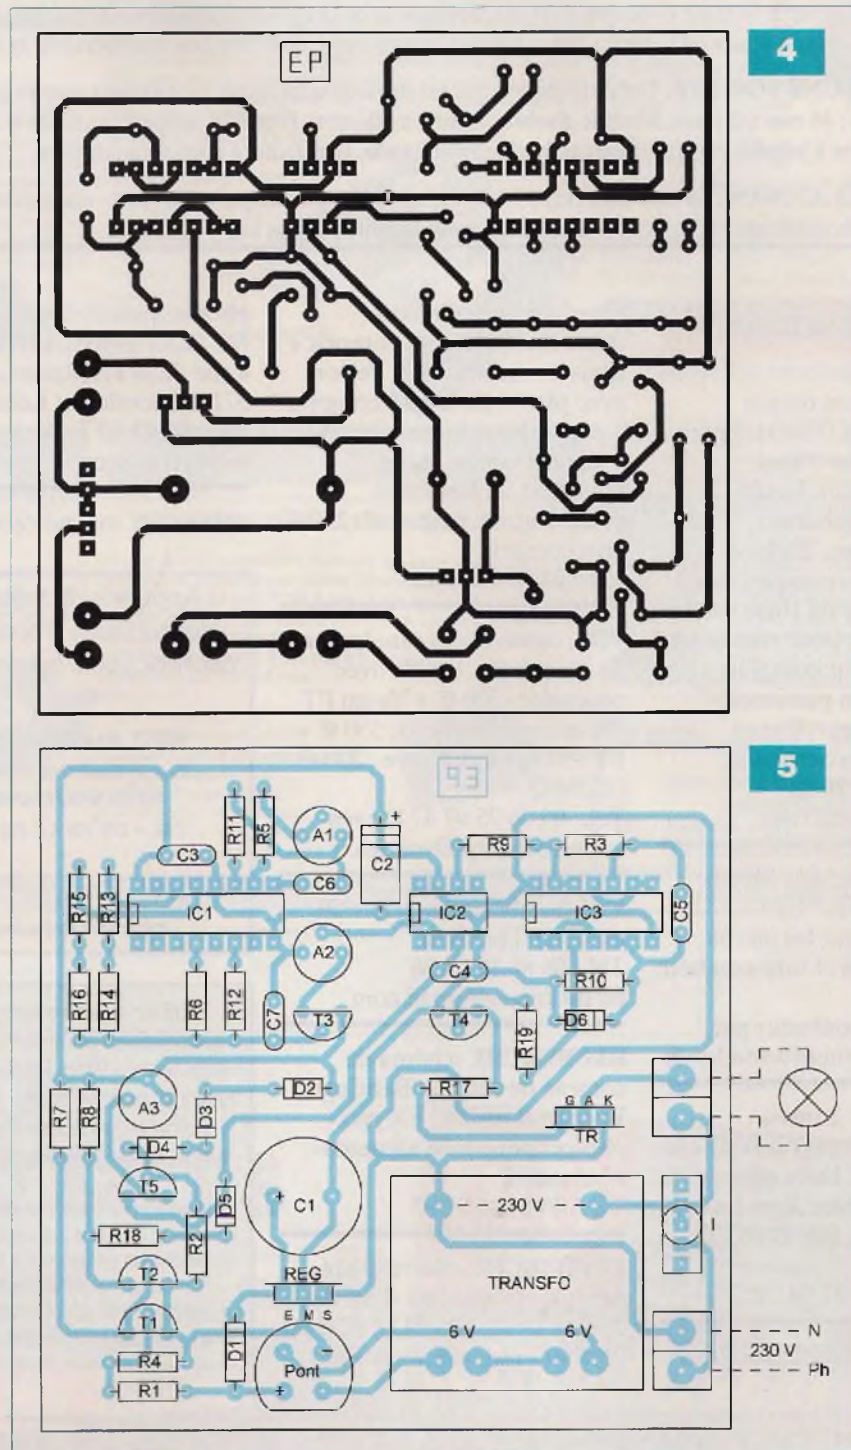 4
EP
5
EP
R11
R5
A1
C3
C6
C2
+
R9
R3
R15
R13
IC1
IC2
IC3
C5
A2
C4
R16
R14
R6
R12
C7
T3
T4
R19
R10
D6
R7
R8
A3
D3
D2
R17
G A K
TR
D4
T5
D5
+ C1
230 V
I
R18
R2
T2
REG
E M S
TRANSFO
T1
D1
Pont
-
+
6 V 6 V
R4
R1
N
230 V
Ph